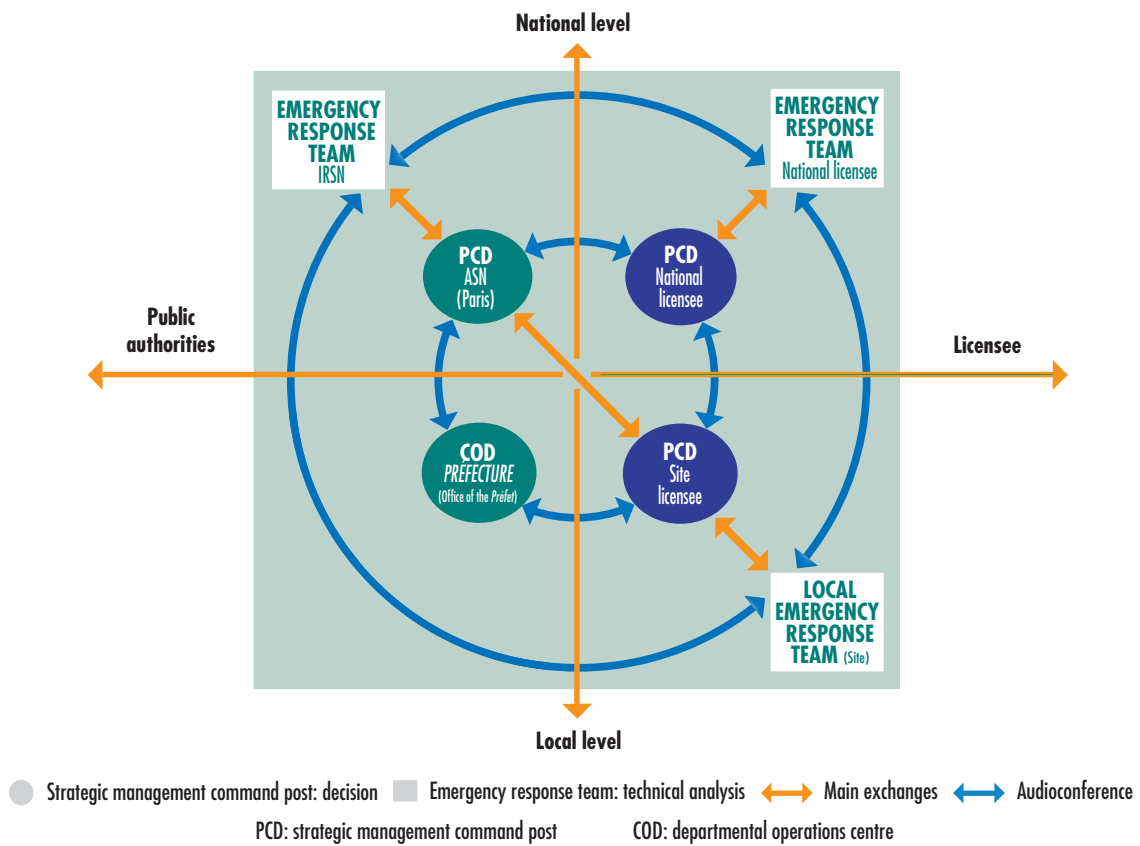 National level
EMERGENCY
RESPONSE
TEAM
IRSN
EMERGENCY
RESPONSE
TEAM
National licensee
PCD
ASN
(Paris)
PCD
National
licensee
Public
authorities
Licensee
COD
PRÉFECTURE
(Office of the Préfet)
PCD
Site
licensee
LOCAL
EMERGENCY
RESPONSE
TEAM (Site)
Local level
Strategic management command post: decision
Emergency response team: technical analysis
Main exchanges
Audioconference
PCD: strategic management command post
COD: departmental operations centre